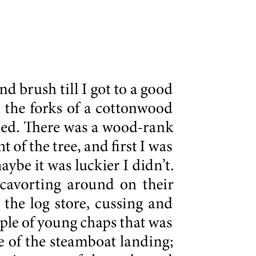 nd brush till I got to a good
the forks of a cottonwood
ed. There was a wood-rank
nt of the tree, and first I was
aybe it was luckier I didn't.
cavorting around on their
the log store, cussing and
ple of young chaps that was
e of the steamboat landing;